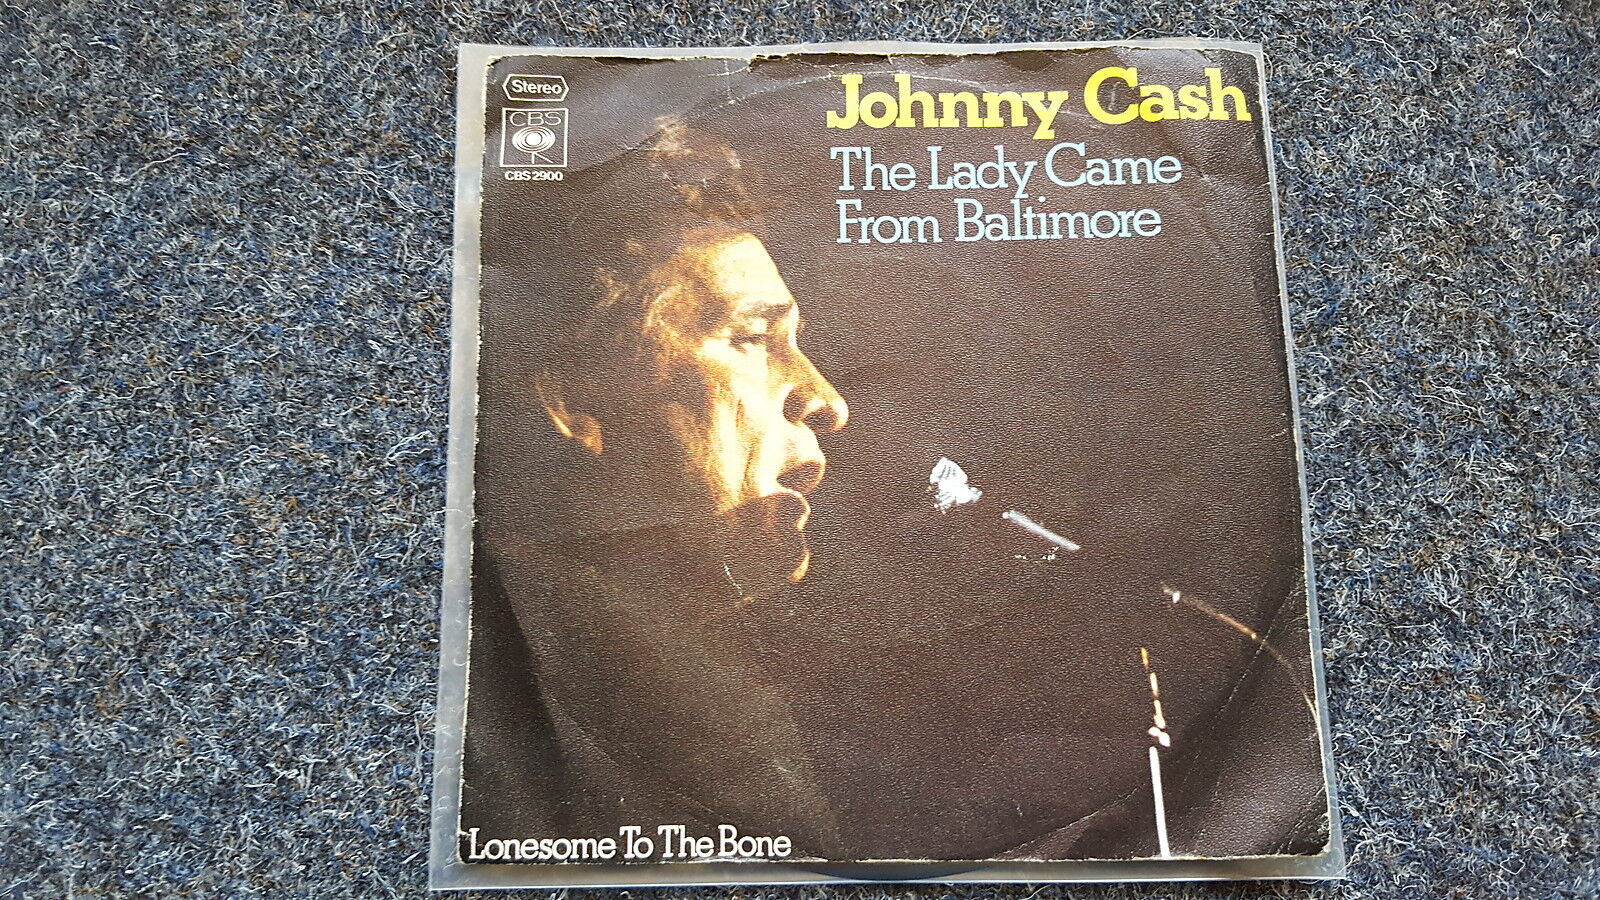 Stereo
CBS
CBS 2900
Johnny Cash
The Lady Came
From Baltimore
Lonesome To The Bone